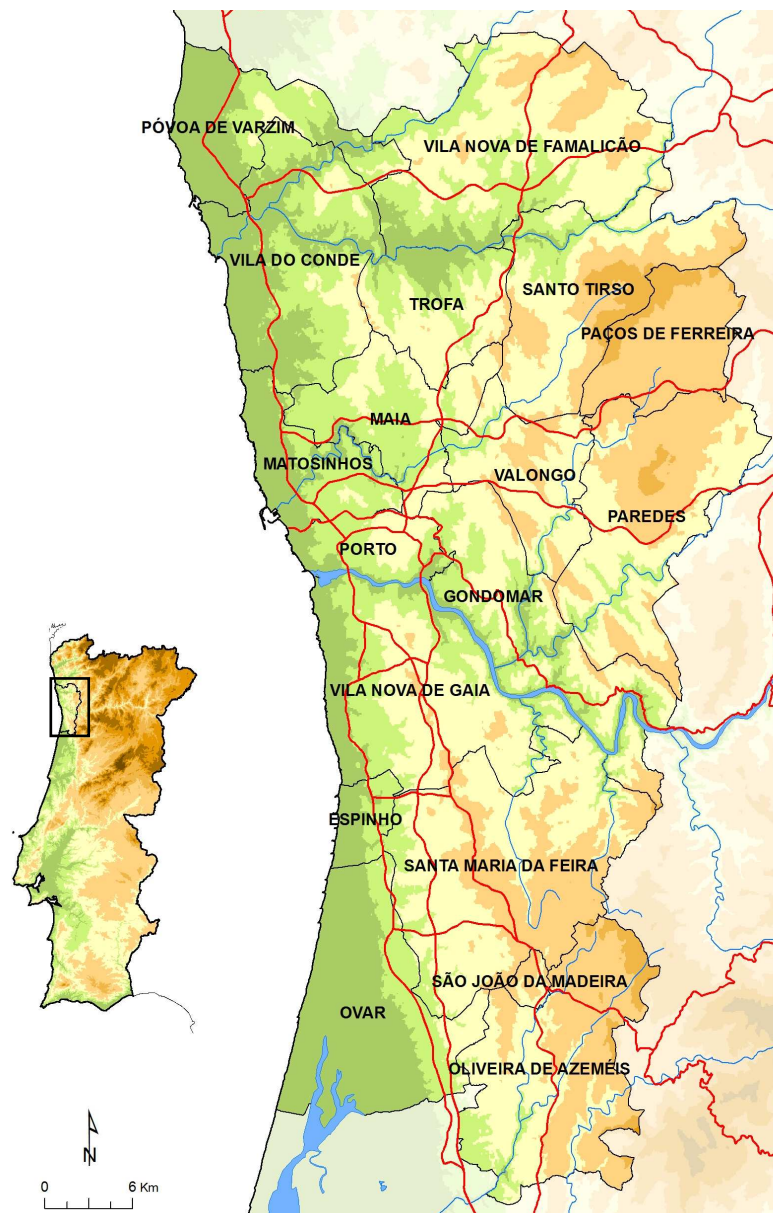 PÓVOA DE VARZIM
VILA NOVA DE FAMALICÃO
VILA DO CONDE
SANTO TIRSO
TROFA
PAÇOS DE FERREIRA
MAIA
MATOSINHOS
VALONGO
PAREDES
PORTO
GONDOMAR
VILA NOVA DE GAIA
ESPINHO
SANTA MARIA DA FEIRA
SÃO JOÃO DA MADEIRA
OVAR
OLIVEIRA DE AZEMÉIS
N
0 6 Km